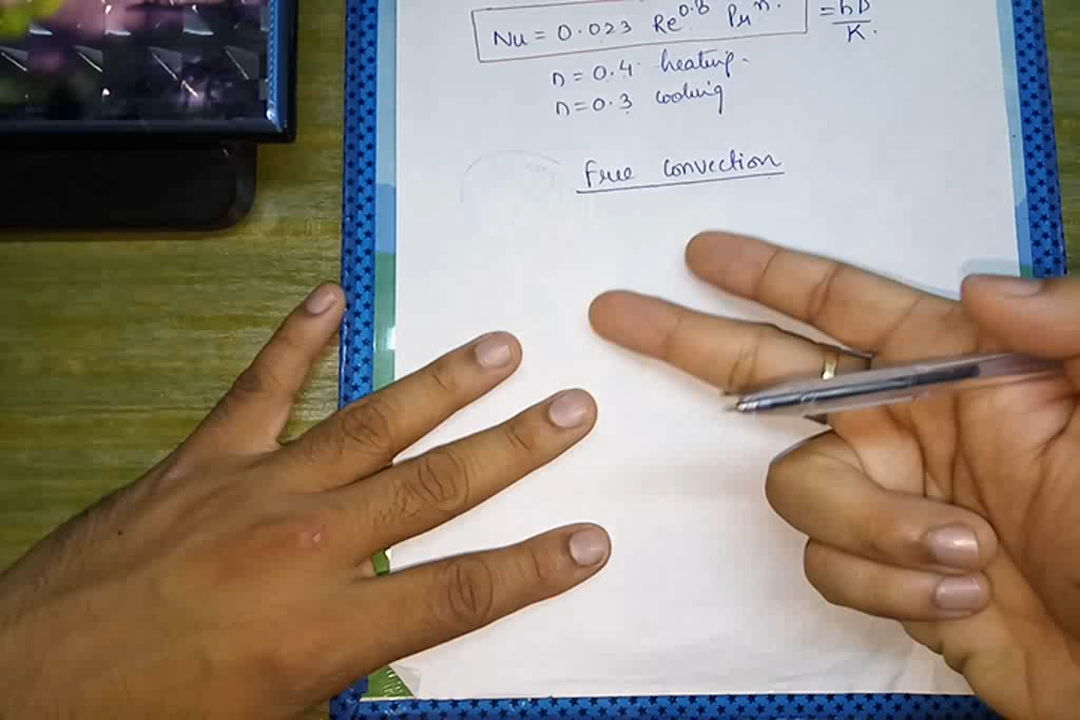 Nu = 0.023 Re^0.8 Pr^n. = hD/K.
n = 0.4 heating.
n = 0.3 cooling
Free convection